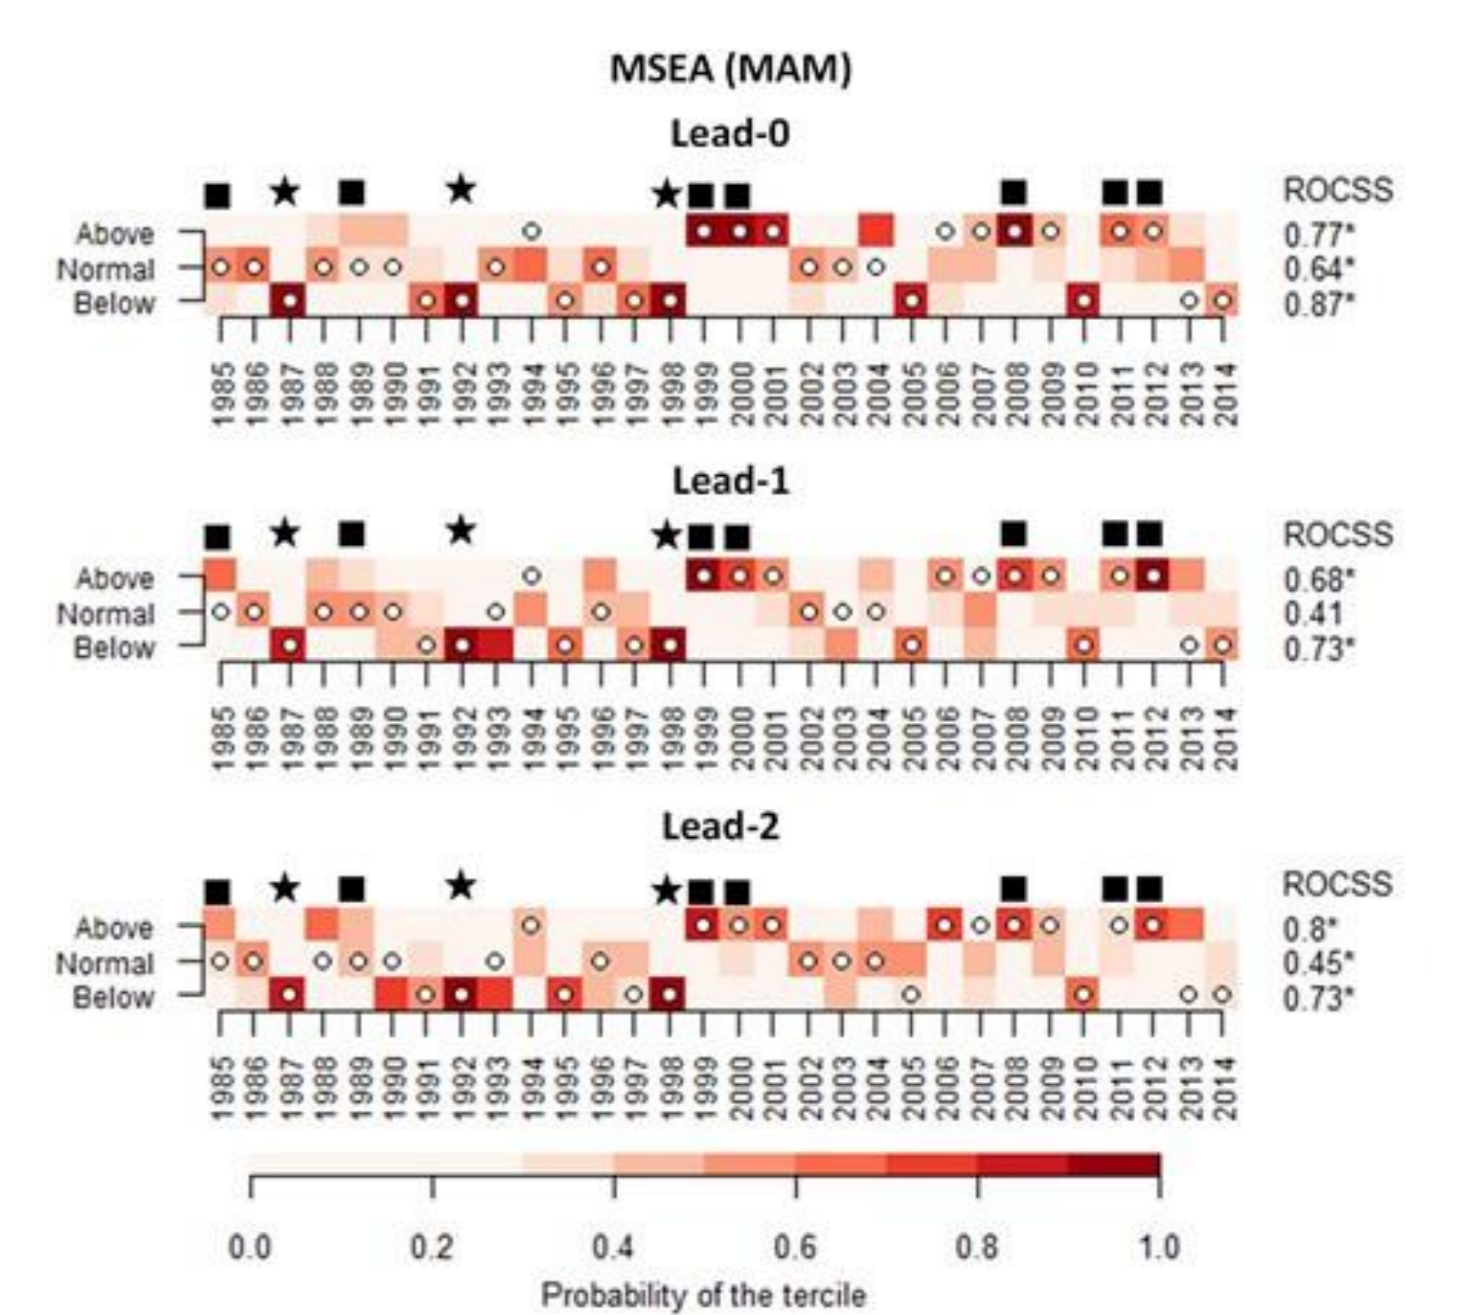 MSEA (MAM)
Lead-0
ROCSS
Above 0.77*
Normal 0.64*
Below 0.87*
1985 1986 1987 1988 1989 1990 1991 1992 1993 1994 1995 1996 1997 1998 1999 2000 2001 2002 2003 2004 2005 2006 2007 2008 2009 2010 2011 2012 2013 2014
Lead-1
ROCSS
Above 0.68*
Normal 0.41
Below 0.73*
1985 1986 1987 1988 1989 1990 1991 1992 1993 1994 1995 1996 1997 1998 1999 2000 2001 2002 2003 2004 2005 2006 2007 2008 2009 2010 2011 2012 2013 2014
Lead-2
ROCSS
Above 0.8*
Normal 0.45*
Below 0.73*
1985 1986 1987 1988 1989 1990 1991 1992 1993 1994 1995 1996 1997 1998 1999 2000 2001 2002 2003 2004 2005 2006 2007 2008 2009 2010 2011 2012 2013 2014
0.0 0.2 0.4 0.6 0.8 1.0
Probability of the tercile